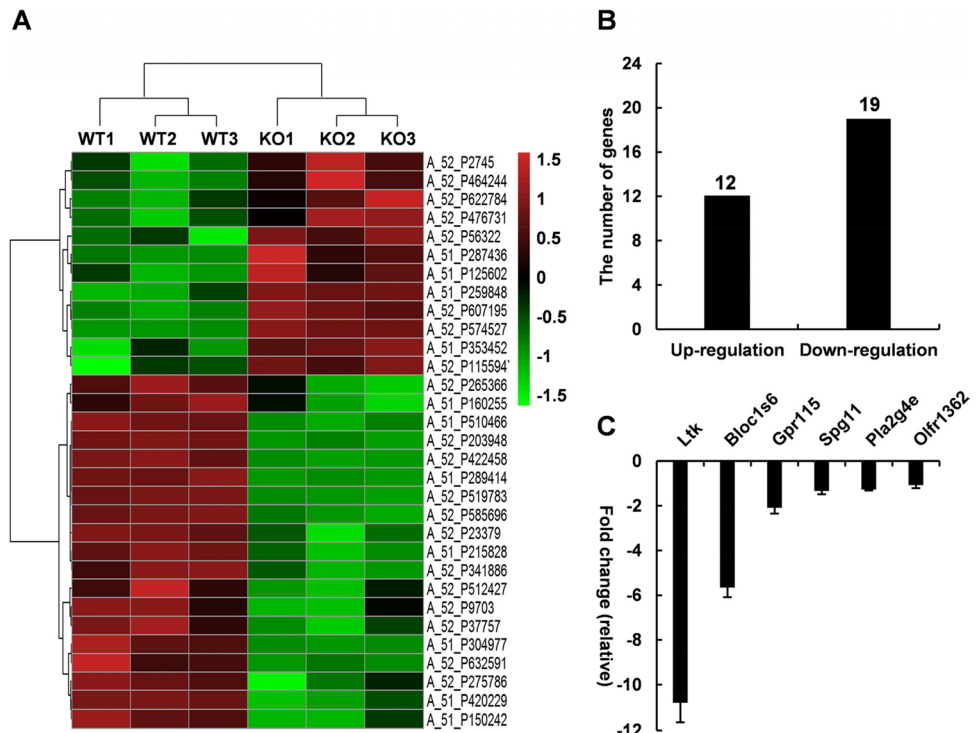 A
WT1 WT2 WT3 KO1 KO2 KO3
A_52_P2745
A_52_P464244
A_52_P622784
A_52_P476731
A_52_P56322
A_51_P287436
A_51_P125602
A_51_P259848
A_52_P607195
A_52_P574527
A_51_P353452
A_52_P115594
A_52_P265366
A_51_P160255
A_51_P510466
A_52_P203948
A_52_P422458
A_51_P289414
A_52_P519783
A_52_P585696
A_52_P23379
A_51_P215828
A_52_P341886
A_52_P512427
A_52_P9703
A_52_P37757
A_51_P304977
A_52_P632591
A_52_P275786
A_51_P420229
A_51_P150242
1.5
1
0.5
0
-0.5
-1
-1.5
B
The number of genes
24
20
16
12
8
4
0
12
19
Up-regulation Down-regulation
C
Ltk
Bloc1s6
Gpr115
Spg11
Pla2g4e
Olfr1362
Fold change (relative)
0
-2
-4
-6
-8
-10
-12